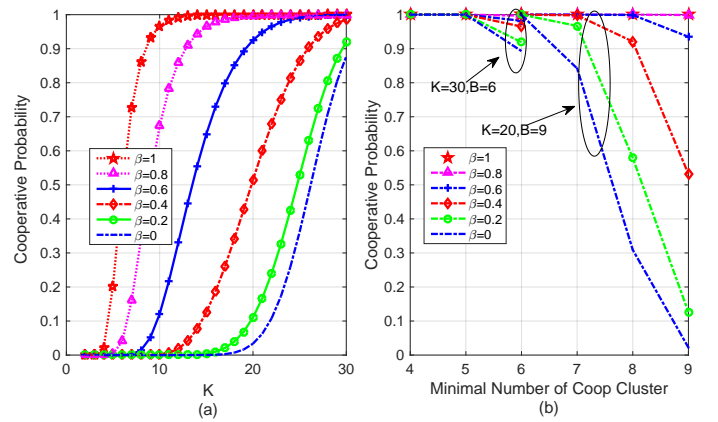 Cooperative Probability
1
0.9
0.8
0.7
0.6
0.5
0.4
0.3
0.2
0.1
0
β=1
β=0.8
β=0.6
β=0.4
β=0.2
β=0
0 10 20 30
K
(a)
Cooperative Probability
1
0.9
0.8
0.7
0.6
0.5
0.4
0.3
0.2
0.1
0
K=30,B=6
K=20,B=9
β=1
β=0.8
β=0.6
β=0.4
β=0.2
β=0
4 5 6 7 8 9
Minimal Number of Coop Cluster
(b)